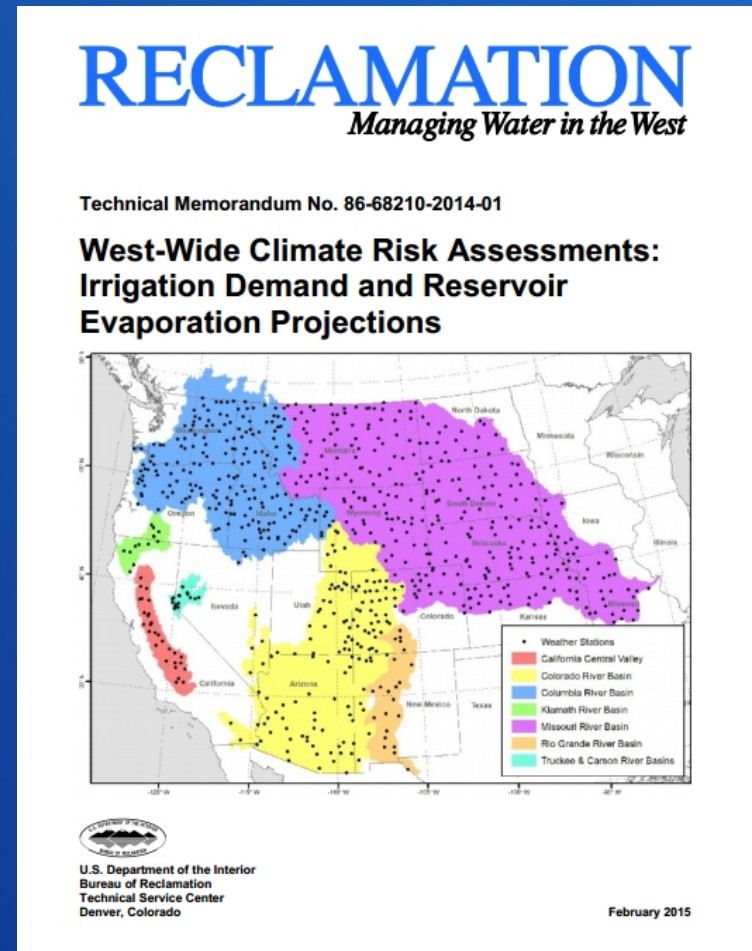 RECLAMATION
Managing Water in the West
Technical Memorandum No. 86-68210-2014-01
West-Wide Climate Risk Assessments:
Irrigation Demand and Reservoir
Evaporation Projections
North Dakota
Montana
Minnesota
Wisconsin
Oregon
Idaho
Wyoming
South Dakota
Iowa
Nebraska
Illinois
Nevada
Utah
Colorado
Kansas
Missouri
California
Arizona
New Mexico
Texas
Weather Stations
California Central Valley
Colorado River Basin
Columbia River Basin
Klamath River Basin
Missouri River Basin
Rio Grande River Basin
Truckee & Carson River Basins
U.S. Department of the Interior
Bureau of Reclamation
Technical Service Center
Denver, Colorado
February 2015